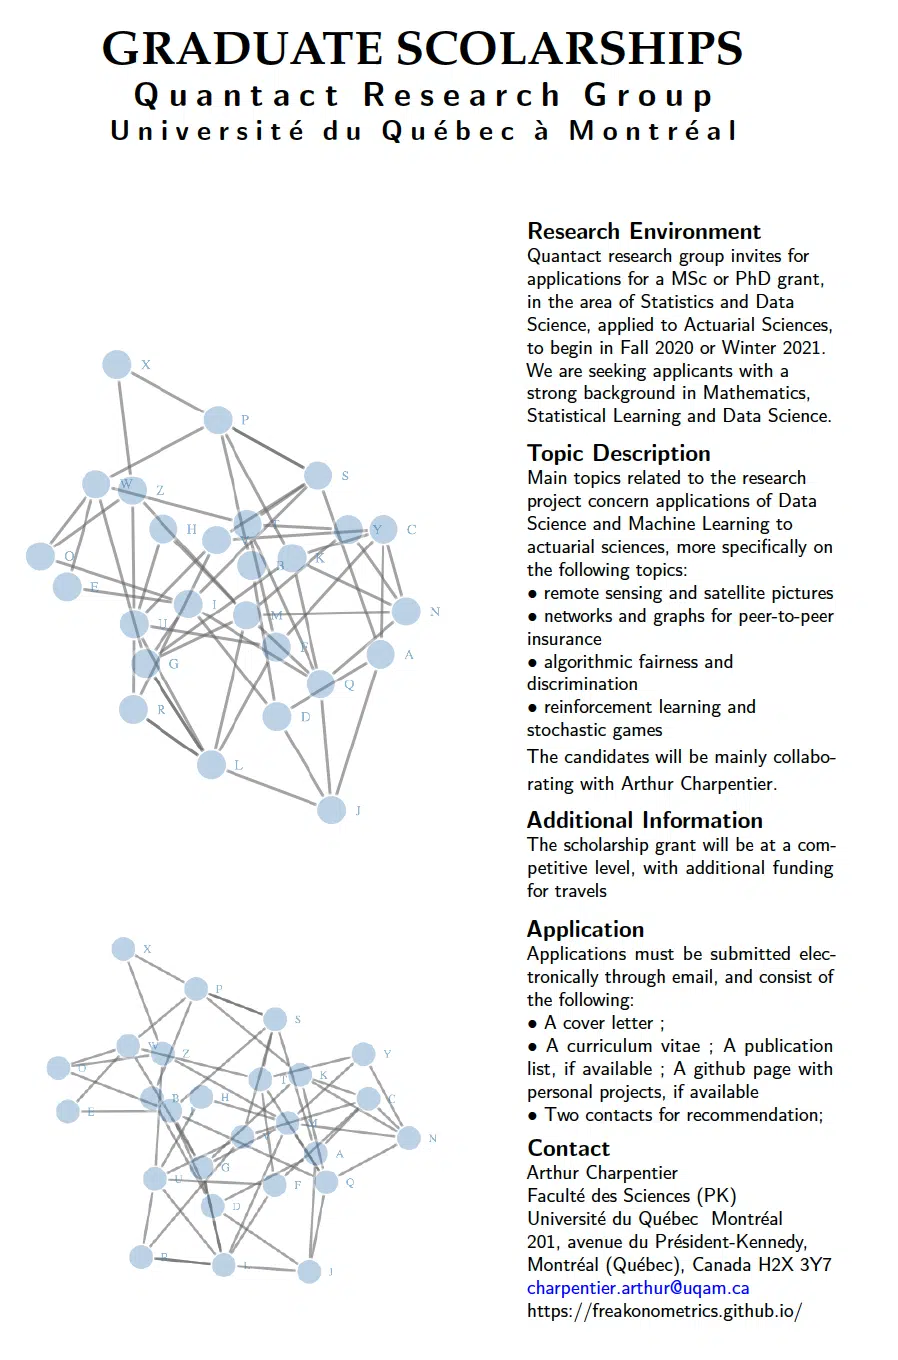 GRADUATE SCOLARSHIPS
Quantact Research Group
Université du Québec à Montréal
X
P
S
W
Z
H
T
Y
C
V
O
B
K
E
I
M
N
U
F
A
G
Q
R
D
L
J
X
P
S
W
Z
Y
O
T
K
B
H
C
E
M
V
N
A
G
U
F
Q
D
R
L
J
Research Environment
Quantact research group invites for
applications for a MSc or PhD grant,
in the area of Statistics and Data
Science, applied to Actuarial Sciences,
to begin in Fall 2020 or Winter 2021.
We are seeking applicants with a
strong background in Mathematics,
Statistical Learning and Data Science.
Topic Description
Main topics related to the research
project concern applications of Data
Science and Machine Learning to
actuarial sciences, more specifically on
the following topics:
● remote sensing and satellite pictures
● networks and graphs for peer-to-peer
insurance
● algorithmic fairness and
discrimination
● reinforcement learning and
stochastic games
The candidates will be mainly collabo-
rating with Arthur Charpentier.
Additional Information
The scholarship grant will be at a com-
petitive level, with additional funding
for travels
Application
Applications must be submitted elec-
tronically through email, and consist of
the following:
● A cover letter ;
● A curriculum vitae ; A publication
list, if available ; A github page with
personal projects, if available
● Two contacts for recommendation;
Contact
Arthur Charpentier
Faculté des Sciences (PK)
Université du Québec Montréal
201, avenue du Président-Kennedy,
Montréal (Québec), Canada H2X 3Y7
charpentier.arthur@uqam.ca
https://freakonometrics.github.io/